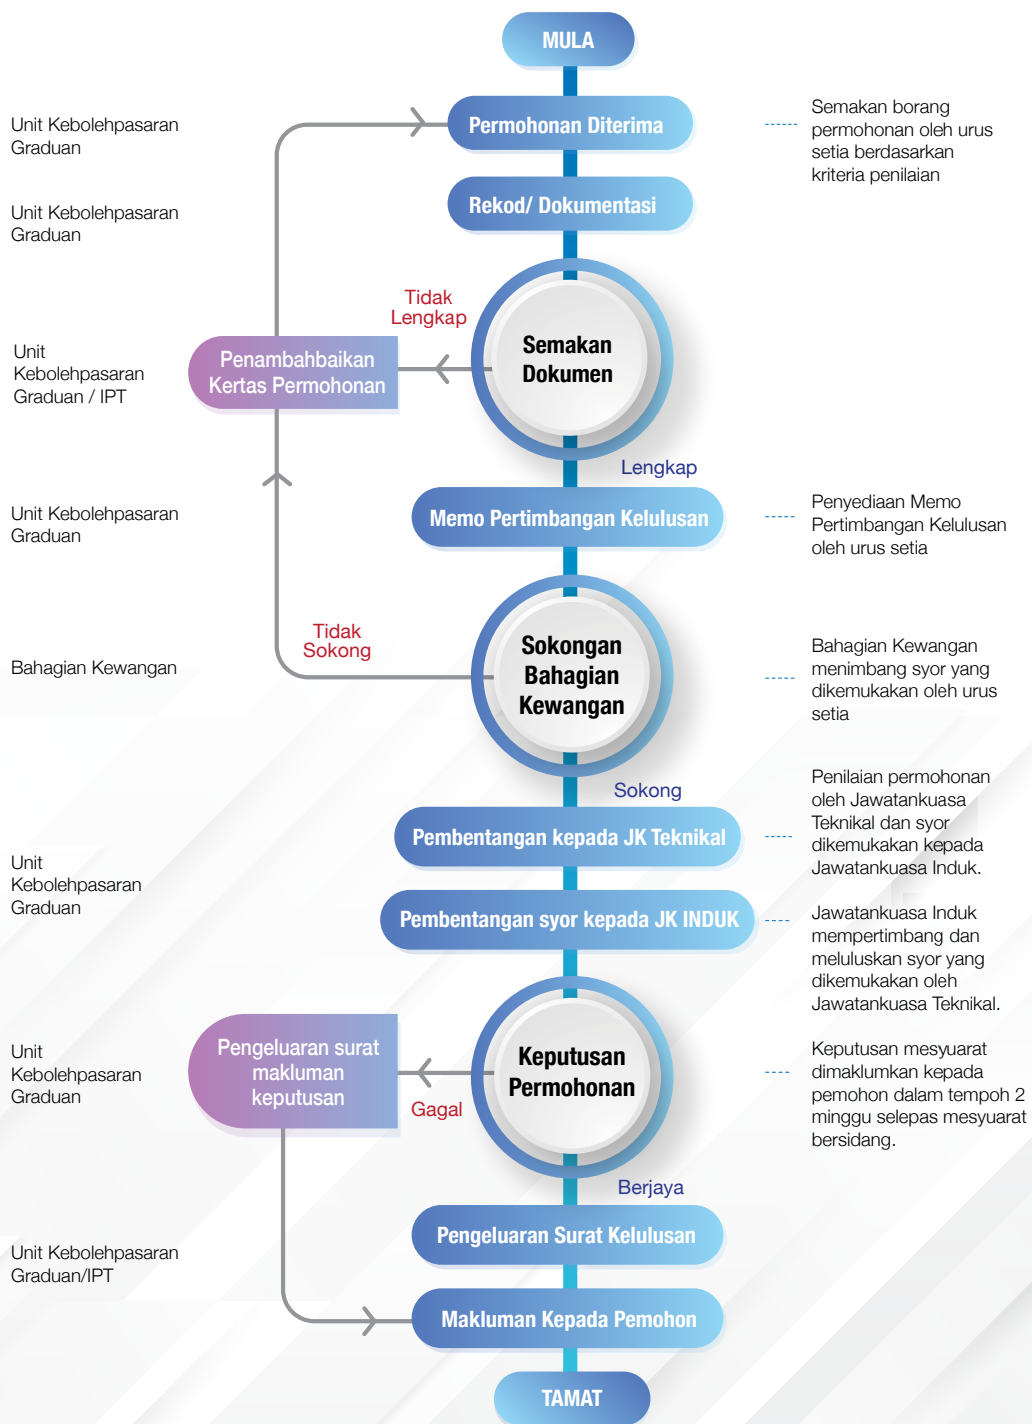 MULA
Unit Kebolehpasaran
Graduan
Permohonan Diterima
Semakan borang
permohonan oleh urus
setia berdasarkan
kriteria penilaian
Unit Kebolehpasaran
Graduan
Rekod/ Dokumentasi
Unit
Kebolehpasaran
Graduan / IPT
Penambahbaikan
Kertas Permohonan
Tidak
Lengkap
Semakan
Dokumen
Lengkap
Unit Kebolehpasaran
Graduan
Memo Pertimbangan Kelulusan
Penyediaan Memo
Pertimbangan Kelulusan
oleh urus setia
Bahagian Kewangan
Tidak
Sokong
Sokongan
Bahagian
Kewangan
Bahagian Kewangan
menimbang syor yang
dikemukakan oleh urus
setia
Sokong
Unit
Kebolehpasaran
Graduan
Pembentangan kepada JK Teknikal
Penilaian permohonan
oleh Jawatankuasa
Teknikal dan syor
dikemukakan kepada
Jawatankuasa Induk.
Pembentangan syor kepada JK INDUK
Jawatankuasa Induk
mempertimbang dan
meluluskan syor yang
dikemukakan oleh
Jawatankuasa Teknikal.
Unit
Kebolehpasaran
Graduan
Pengeluaran surat
makluman
keputusan
Gagal
Keputusan
Permohonan
Keputusan mesyuarat
dimaklumkan kepada
pemohon dalam tempoh 2
minggu selepas mesyuarat
bersidang.
Berjaya
Unit Kebolehpasaran
Graduan/IPT
Pengeluaran Surat Kelulusan
Makluman Kepada Pemohon
TAMAT